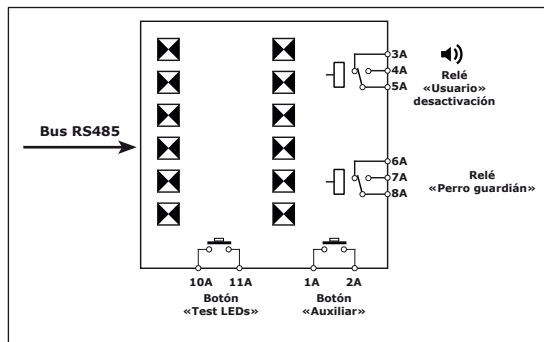 Bus RS485
3A
4A
5A
Relé
«Usuario»
desactivación
6A
7A
8A
Relé
«Perro guardián»
10A 11A
Botón
«Test LEDs»
1A 2A
Botón
«Auxiliar»